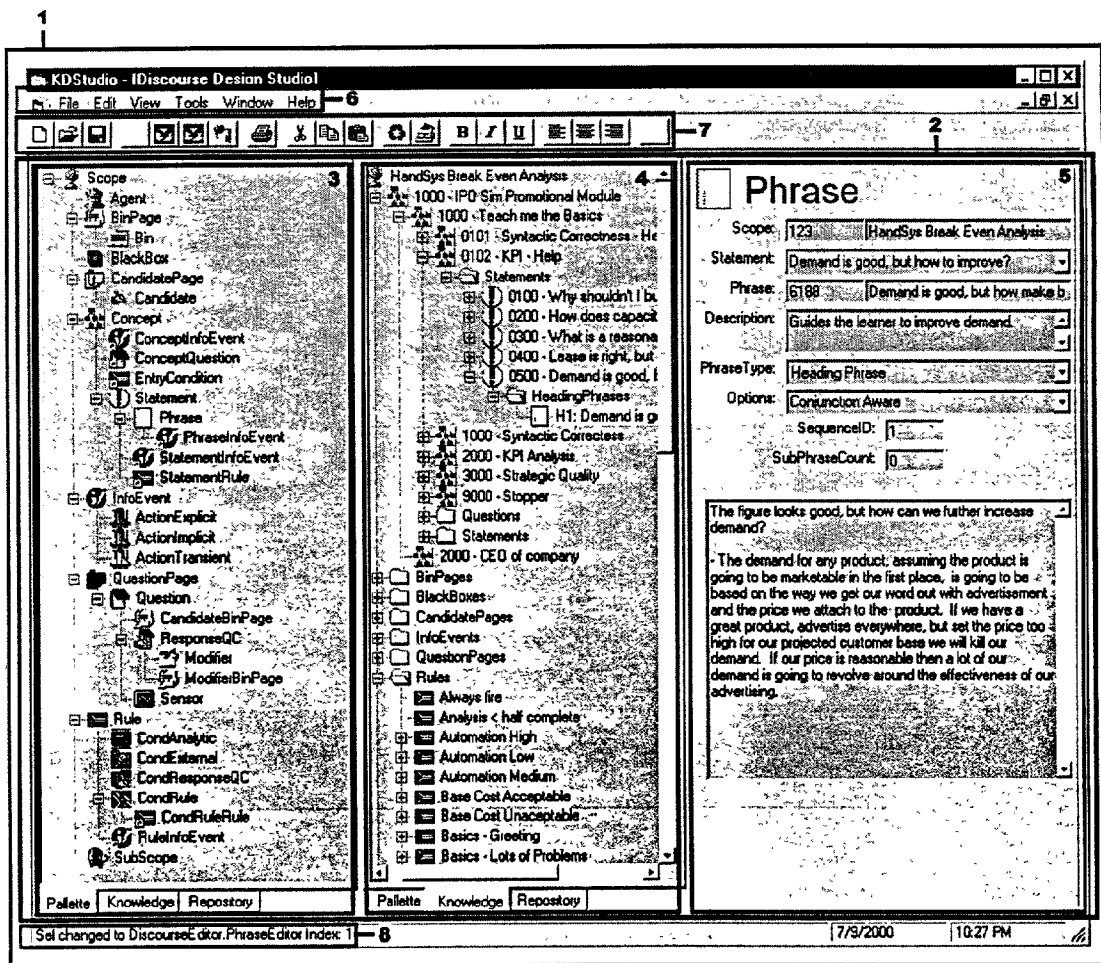 1
KDStudio - [Discourse Design Studio]
File Edit View Tools Window Help 6
B I U 7
2
Scope 3
Agent
BinPage
Bin
BlackBox
CandidatePage
Candidate
Concept
ConceptInfoEvent
ConceptQuestion
EntryCondition
Statement
Phrase
PhraseInfoEvent
StatementInfoEvent
StatementRule
InfoEvent
ActionExplicit
ActionImplicit
ActionTransient
QuestionPage
Question
CandidateBinPage
ResponseQC
Modifier
ModifierBinPage
Sensor
Rule
CondAnalytic
CondExternal
CondResponseQC
CondRule
CondRuleRule
RuleInfoEvent
SubScope
Pallette Knowledge Repository
HandSys Break Even Analysis 4
1000 - IPO Sim Promotional Module
1000 - Teach me the Basics
0101 - Syntactic Correctness - He
0102 - KPI - Help
Statements
0100 - Why shouldn't I bu
0200 - How does capacit
0300 - What is a reasona
0400 - Lease is right, but
0500 - Demand is good, b
HeadingPhrases
H1: Demand is go
1000 - Syntactic Correctess
2000 - KPI Analysis
3000 - Strategic Quality
9000 - Stopper
Questions
Statements
2000 - CEO of company
BinPages
BlackBoxes
CandidatePages
InfoEvents
QuestionPages
Rules
Always fire
Analysis < half complete
Automation High
Automation Low
Automation Medium
Base Cost Acceptable
Base Cost Unacceptable
Basics - Greeting
Basics - Lots of Problems
Pallette Knowledge Repository
5
Phrase
Scope: 123 HandSys Break Even Analysis
Statement: Demand is good, but how to improve?
Phrase: 6188 Demand is good, but how make b
Description: Guides the learner to improve demand.
PhraseType: Heading Phrase
Options: Conjunction Aware
SequenceID: 1
SubPhraseCount: 0
The figure looks good, but how can we further increase
demand?
- The demand for any product; assuming the product is
going to be marketable in the first place, is going to be
based on the way we get our word out with advertisement
and the price we attach to the product. If we have a
great product, advertise everywhere, but set the price too
high for our projected customer base we will kill our
demand. If our price is reasonable then a lot of our
demand is going to revolve around the effectiveness of our
advertising.
Sel changed to DiscourseEditor.PhraseEditor Index: 1 8
7/9/2000 10:27 PM